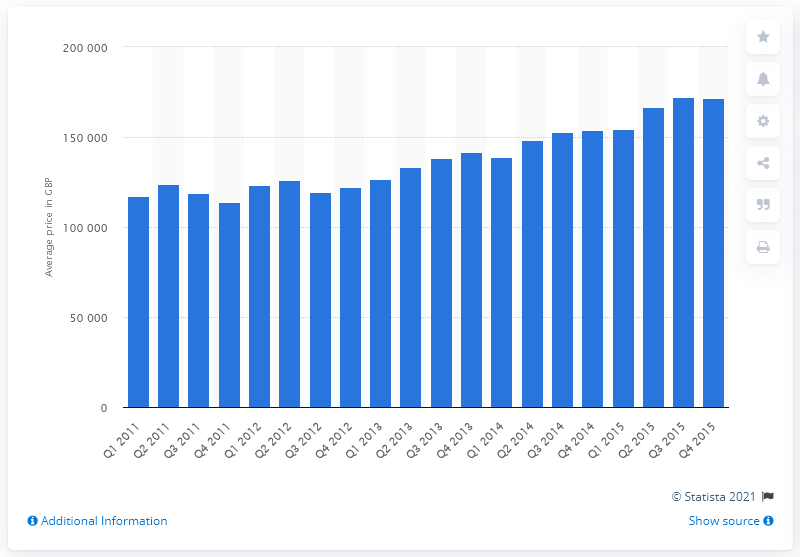 200 000
150 000
100 000
50 000
0
Average price in GBP
Q1 2011
Q2 2011
Q3 2011
Q4 2011
Q1 2012
Q2 2012
Q3 2012
Q4 2012
Q1 2013
Q2 2013
Q3 2013
Q4 2013
Q1 2014
Q2 2014
Q3 2014
Q4 2014
Q1 2015
Q2 2015
Q3 2015
Q4 2015
© Statista 2021
Additional Information
Show source